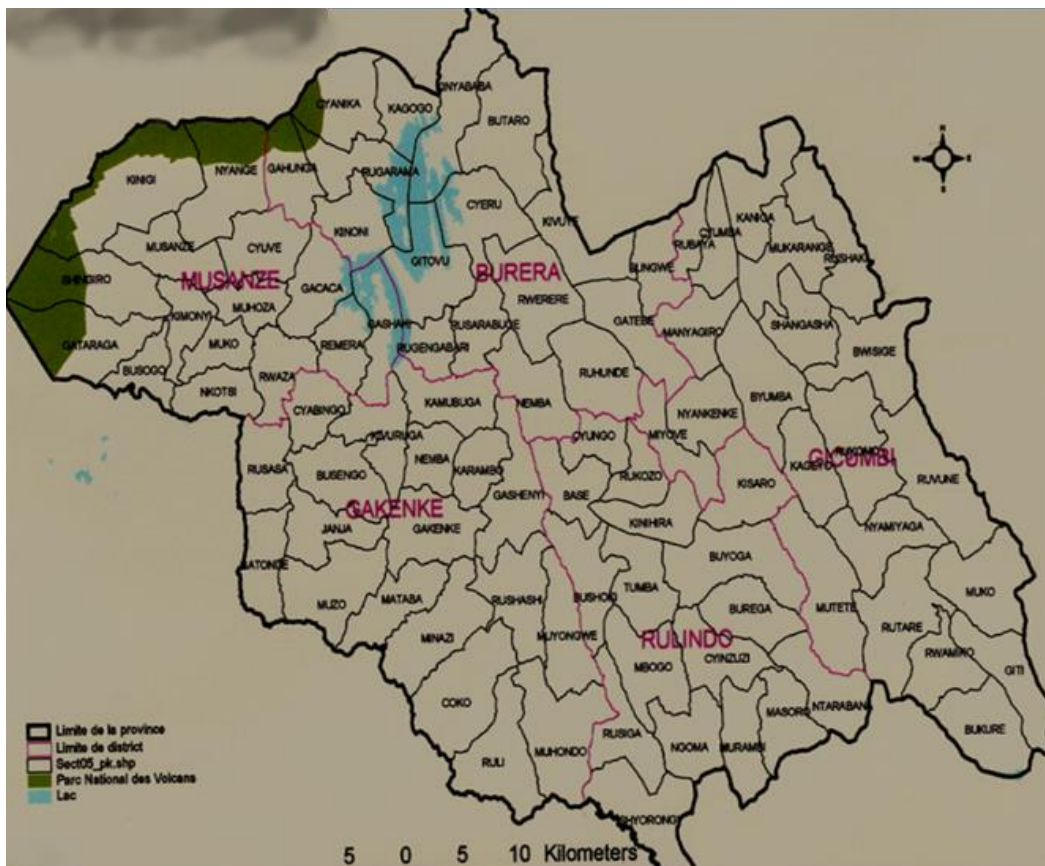 CYANIKA
KAGOGO
BUTARO
KINIGI
NYANGE
GAHUNGA
RUGARAMA
CYERU
KIVUYE
KANIGA
CYUMBA
RUBAYA
MUKARANGE
RUSHAKI
MUSANZE
CYUVE
KINONI
GITOVU
BUNGWE
SHINGIRO
MUSANZE
GACACA
BURERA
RWERERE
KIMONYI
MUHOZA
GASHAKI
RUSARABUGE
GATEBE
MANYAGIRO
SHANGASHA
BWISIGE
GATARAGA
MUKO
REMERA
RUGENGABARI
BUSOGO
RWAZA
RUHUNDE
NKOTSI
CYABINGO
KAMUBUGA
NEMBA
NYANKENKE
BYUMBA
KIVURUGA
CYUNGO
MIYOVE
RUSASA
BUSENGO
NEMBA
KARAMBO
RUKOZO
KISARO
KAGEYO
RUKOMO
GICUMBI
RUVUNE
GAKENKE
GASHENYI
BASE
JANJA
GAKENKE
KINIHIRA
NYAMIYAGA
BUYOGA
MUZO
MATABA
RUSHASHI
BUSHOKI
TUMBA
BUREGA
MUTETE
MUKO
RUTARE
MINAZI
MUYONGWE
RULINDO
MBOGO
CYINZUZI
RWAMIKO
GITI
COKO
MASORO
NTARABANA
BUKURE
RULI
MUHONDO
RUSIGA
NGOMA
MURAMBI
Limite de la province
Limite de district
Sect05_pk.shp
Parc National des Volcans
Lac
5 0 5 10 Kilometers